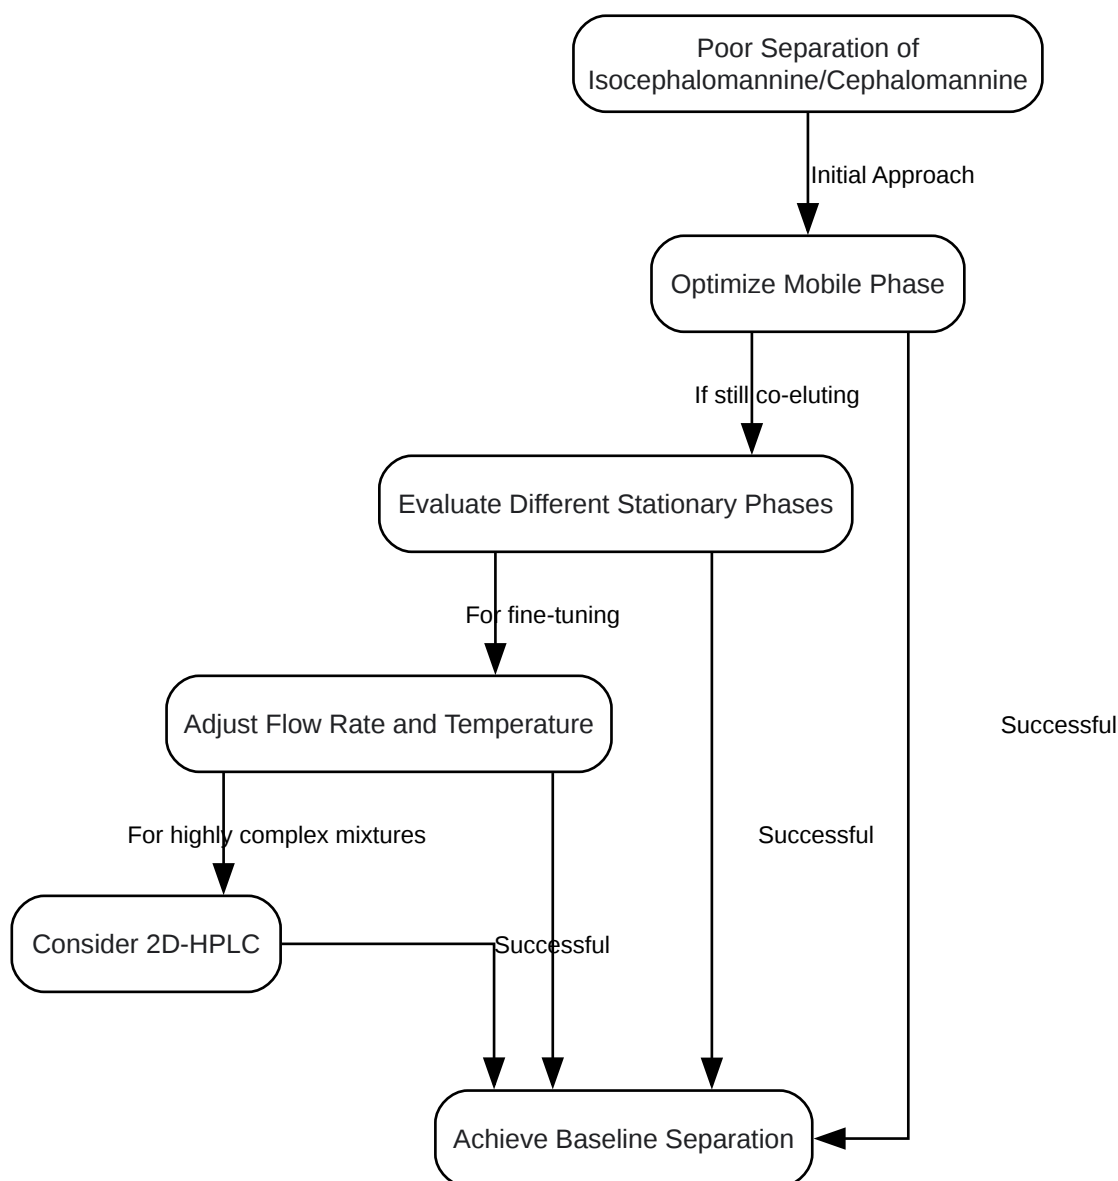 Poor Separation of
Isocephalomannine/Cephalomannine
Initial Approach
Optimize Mobile Phase
If still co-eluting
Evaluate Different Stationary Phases
For fine-tuning
Adjust Flow Rate and Temperature
Successful
For highly complex mixtures
Successful
Consider 2D-HPLC
Successful
Achieve Baseline Separation